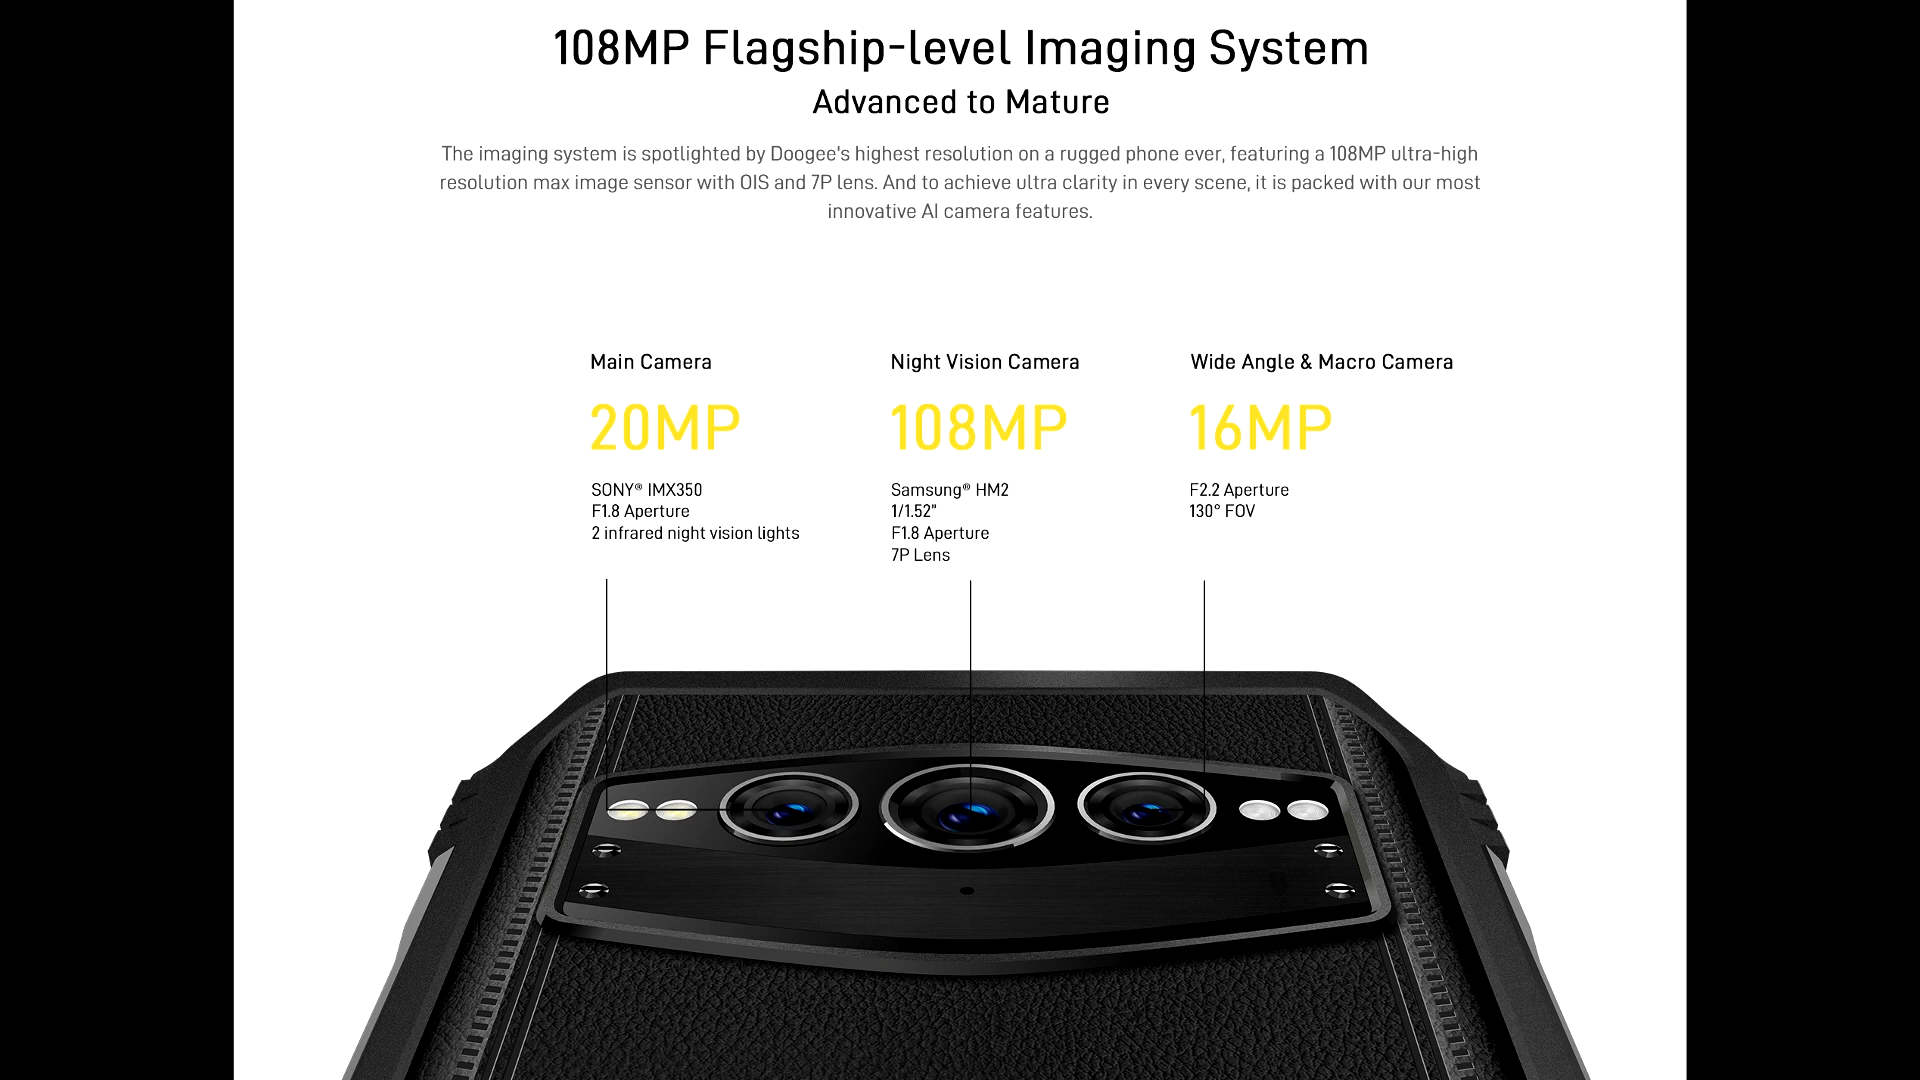 108MP Flagship-level Imaging System
Advanced to Mature
The imaging system is spotlighted by Doogee's highest resolution on a rugged phone ever, featuring a 108MP ultra-high
resolution max image sensor with OIS and 7P lens. And to achieve ultra clarity in every scene, it is packed with our most
innovative AI camera features.
Main Camera
20MP
SONY® IMX350
F1.8 Aperture
2 infrared night vision lights
Night Vision Camera
108MP
Samsung® HM2
1/1.52"
F1.8 Aperture
7P Lens
Wide Angle & Macro Camera
16MP
F2.2 Aperture
130° FOV